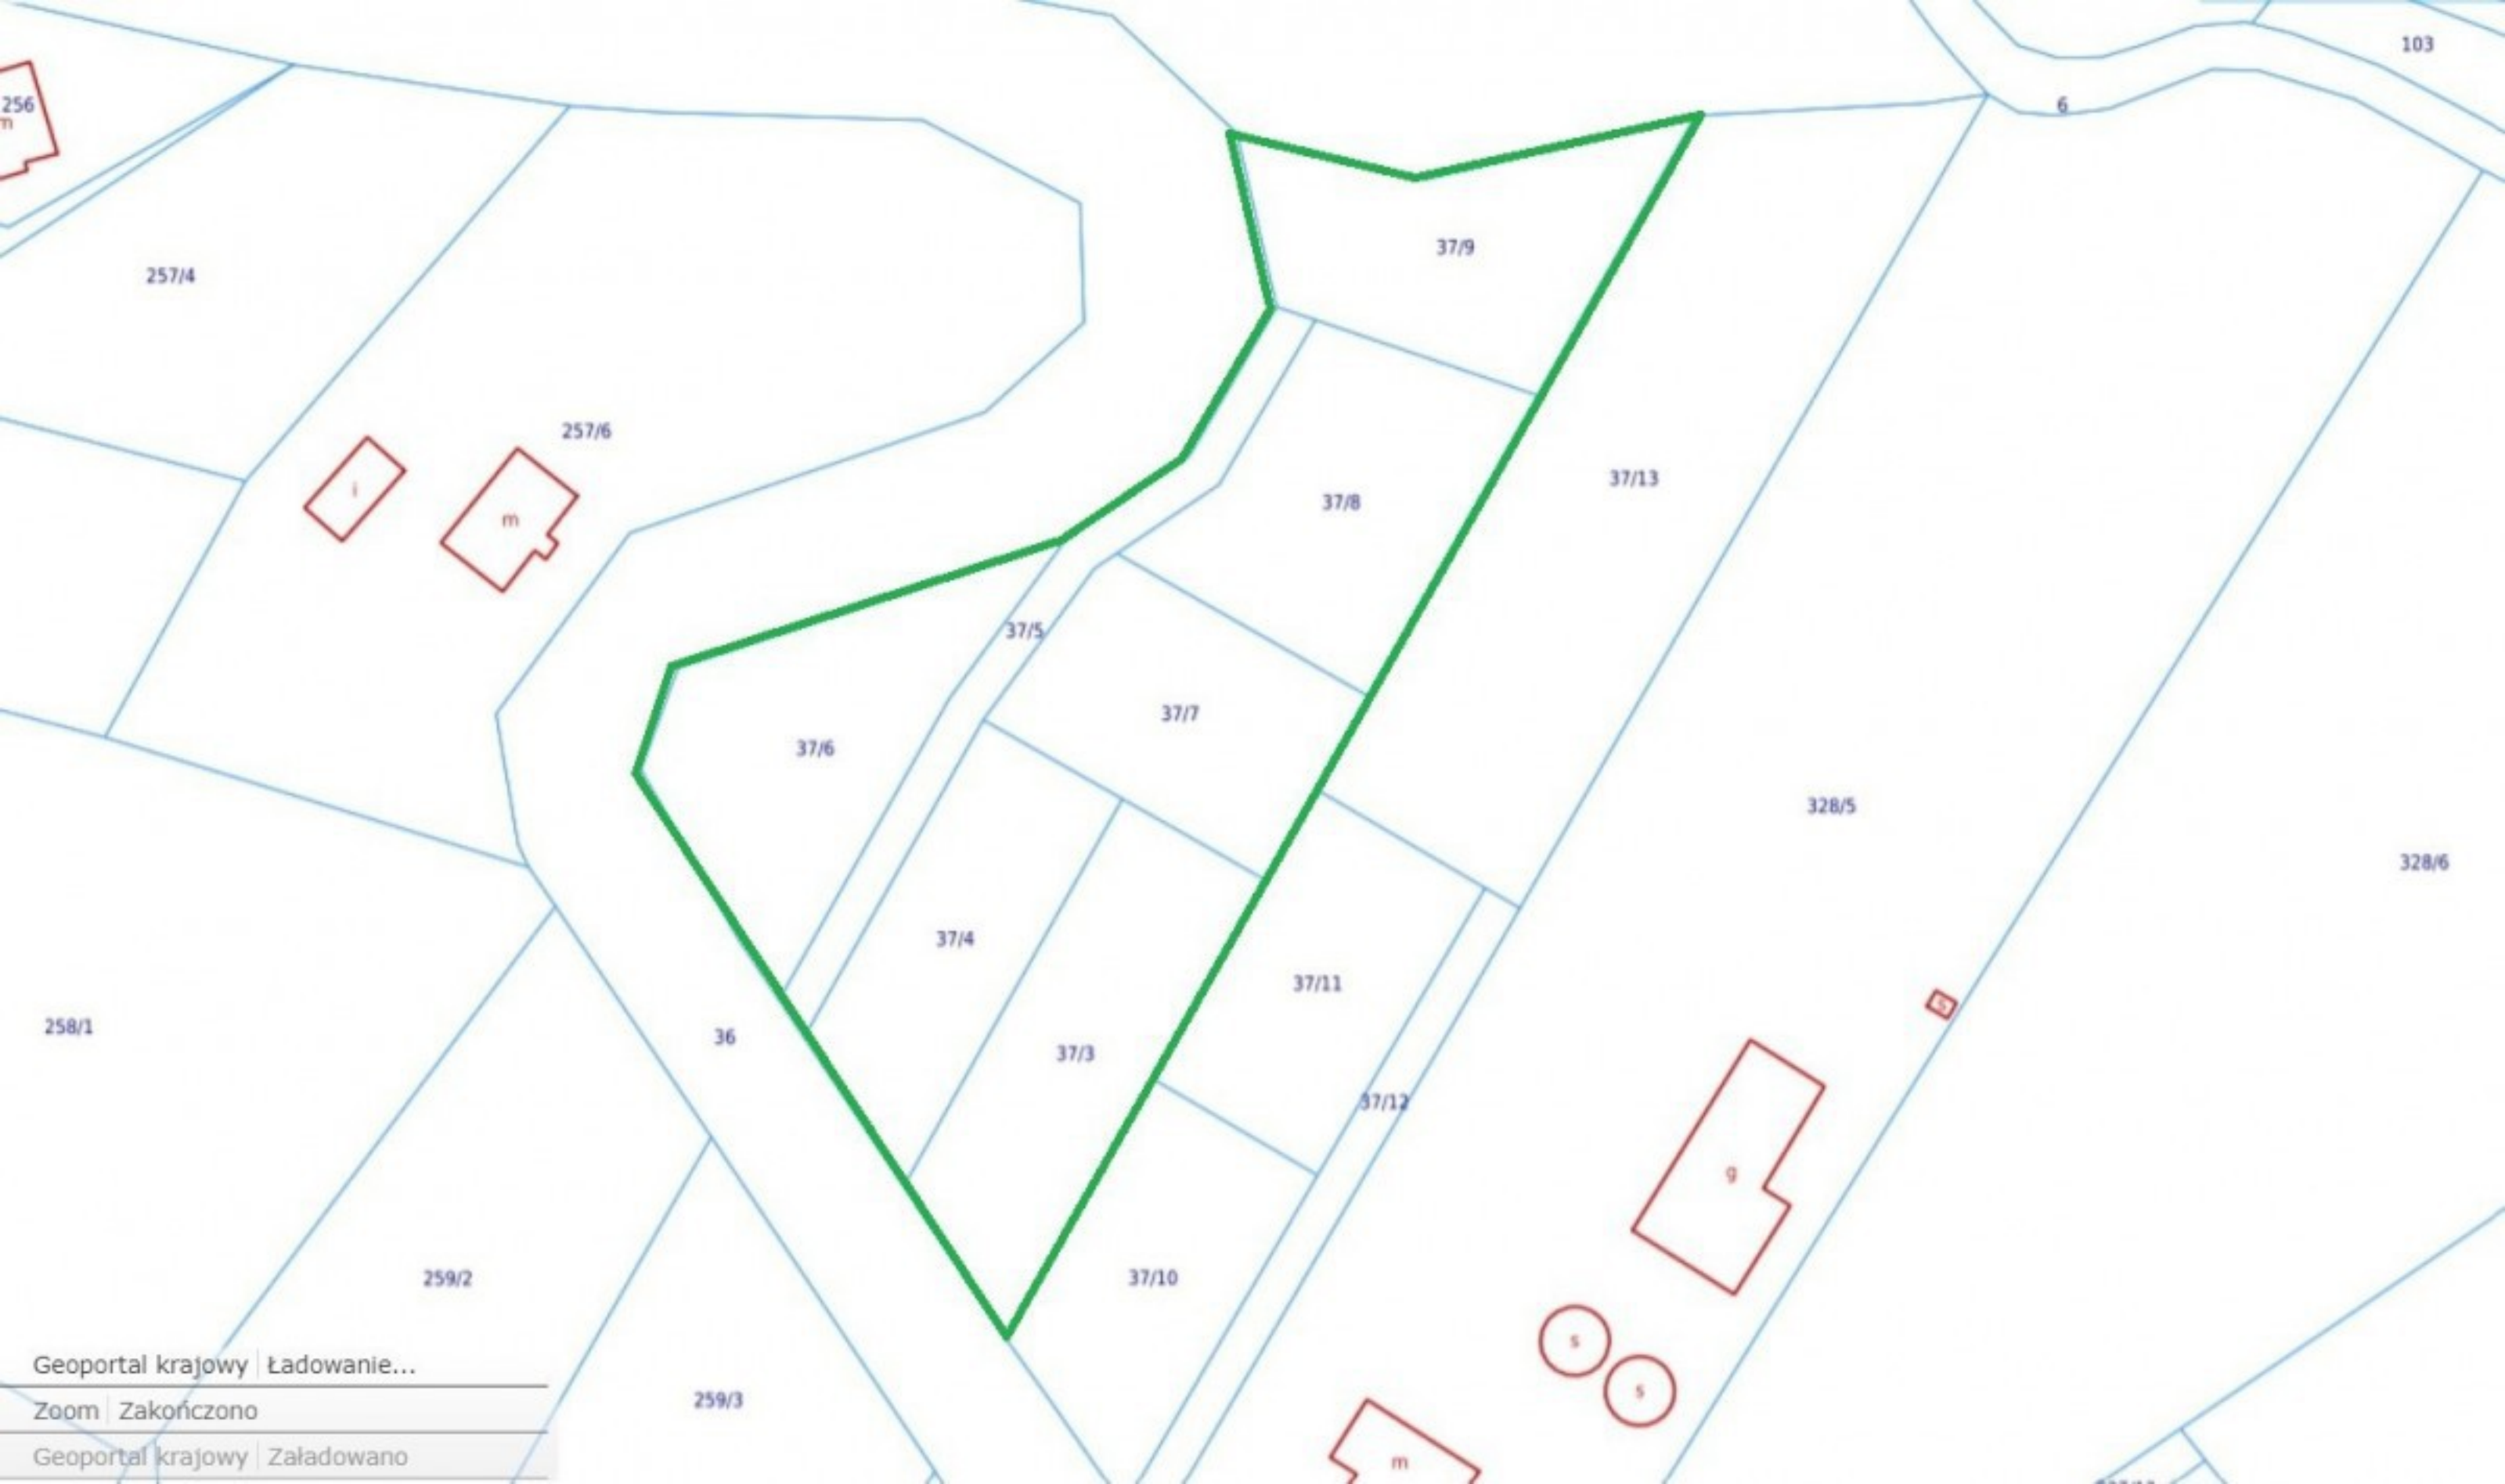 103
256
m
6
37/9
257/4
257/6
37/13
i
37/8
m
37/5
37/7
37/6
328/5
328/6
37/4
37/11
s
258/1
36
37/3
37/12
g
259/2
37/10
s
s
259/3
m
Geoportal krajowy Ładowanie...
Zoom Zakończono
Geoportal krajowy Załadowano